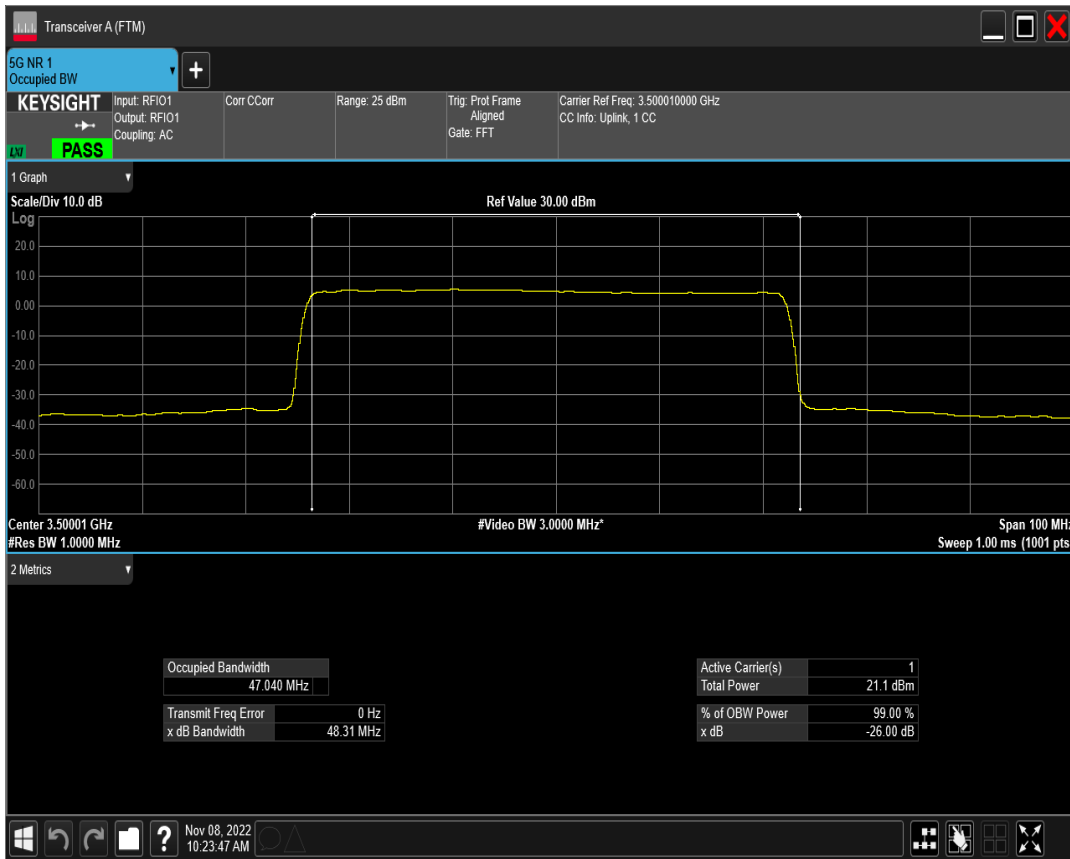 Transceiver A (FTM)
5G NR 1
Occupied BW
+
KEYSIGHT
LXI
PASS
Input: RFIO1
Output: RFIO1
Coupling: AC
Corr CCorr
Range: 25 dBm
Trig: Prot Frame
Aligned
Gate: FFT
Carrier Ref Freq: 3.500010000 GHz
CC Info: Uplink, 1 CC
1 Graph
Scale/Div 10.0 dB
Ref Value 30.00 dBm
Log
20.0
10.0
0.00
-10.0
-20.0
-30.0
-40.0
-50.0
-60.0
Center 3.50001 GHz
#Video BW 3.0000 MHz*
Span 100 MHz
#Res BW 1.0000 MHz
Sweep 1.00 ms (1001 pts
2 Metrics
Occupied Bandwidth
47.040 MHz
Transmit Freq Error 0 Hz
x dB Bandwidth 48.31 MHz
Active Carrier(s) 1
Total Power 21.1 dBm
% of OBW Power 99.00 %
x dB -26.00 dB
?
Nov 08, 2022
10:23:47 AM